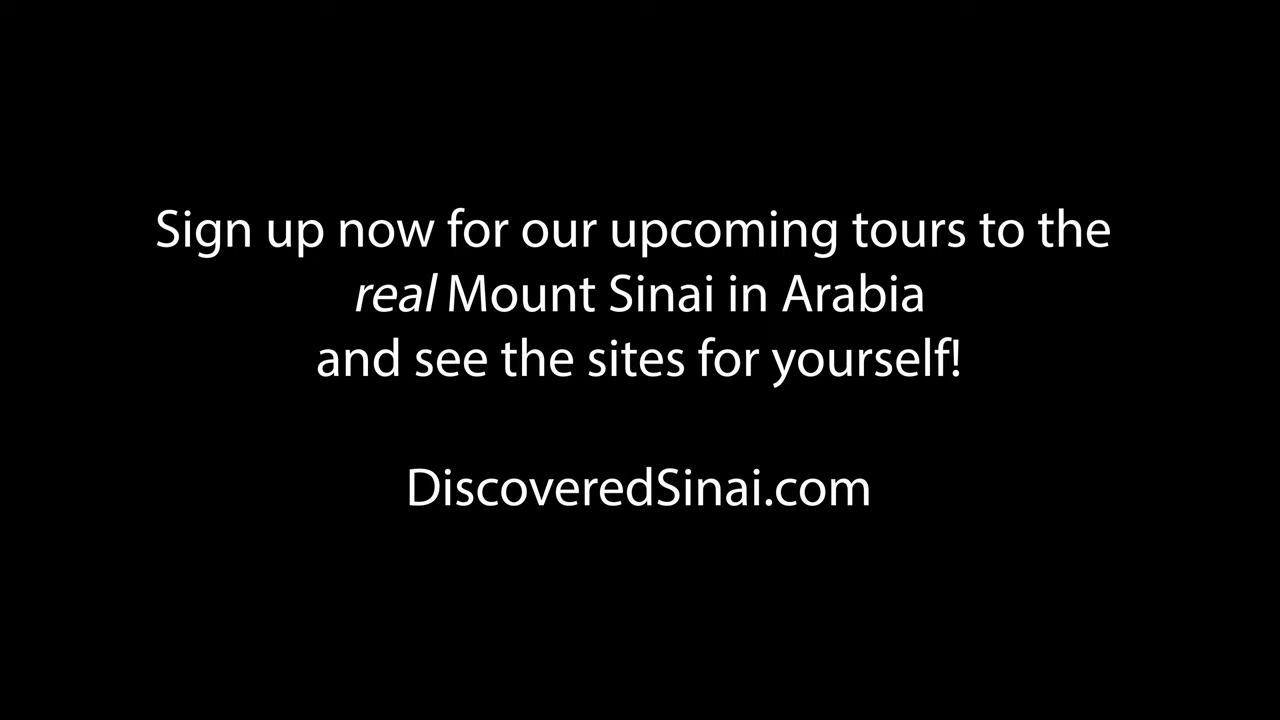 Sign up now for our upcoming tours to the
real Mount Sinai in Arabia
and see the sites for yourself!
DiscoveredSinai.com